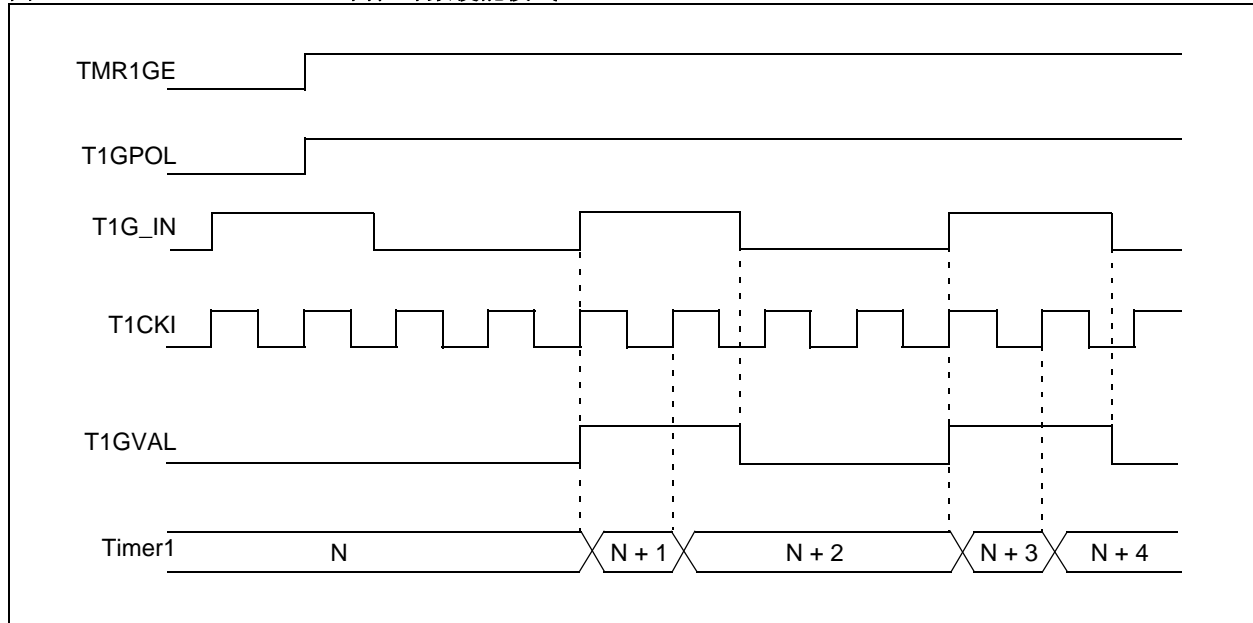 TMR1GE
T1GPOL
T1G_IN
T1CKI
T1GVAL
Timer1 N N + 1 N + 2 N + 3 N + 4